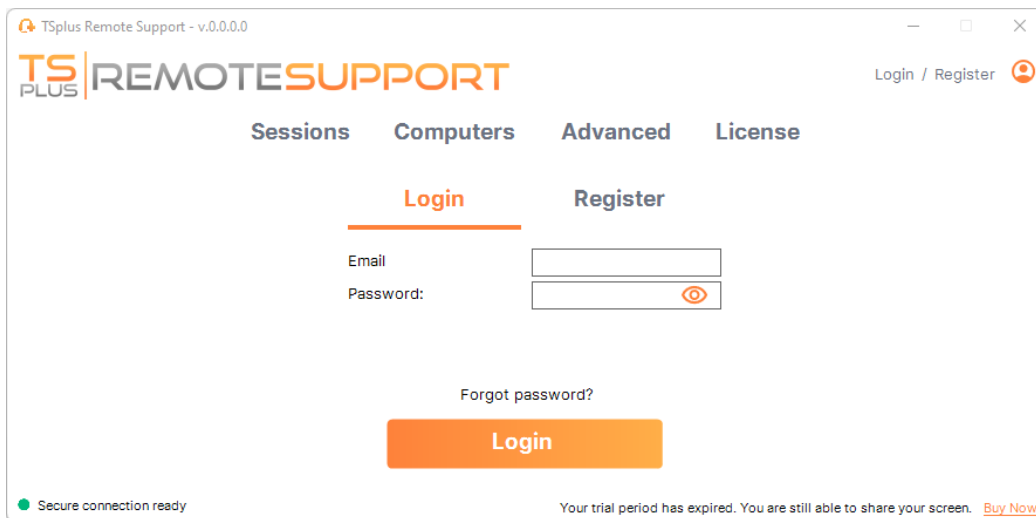 TSplus Remote Support - v.0.0.0.0
TS PLUS REMOTESUPPORT
Login / Register
Sessions Computers Advanced License
Login Register
Email
Password:
Forgot password?
Login
Secure connection ready
Your trial period has expired. You are still able to share your screen. Buy Now